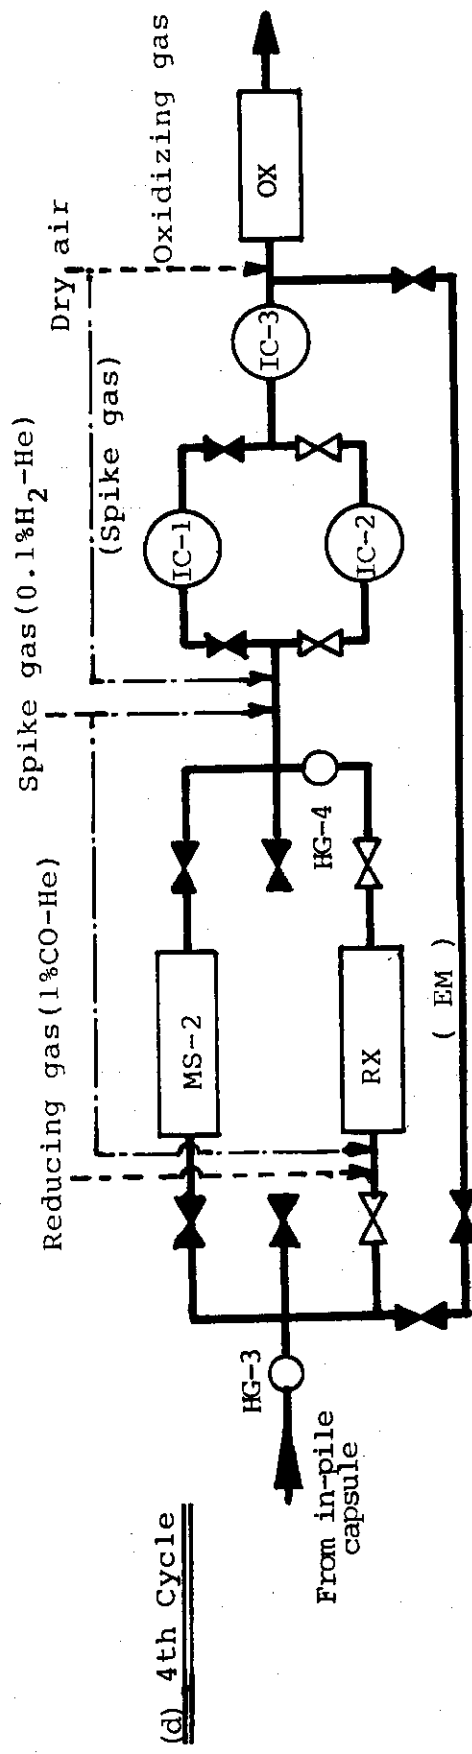 (d) 4th Cycle
Reducing gas(1%CO-He)
Spike gas(0.1%H2-He)
Dry air
(Spike gas)
Oxidizing gas
From in-pile
capsule
HG-3
MS-2
RX
HG-4
IC-1
IC-2
IC-3
OX
( EM )